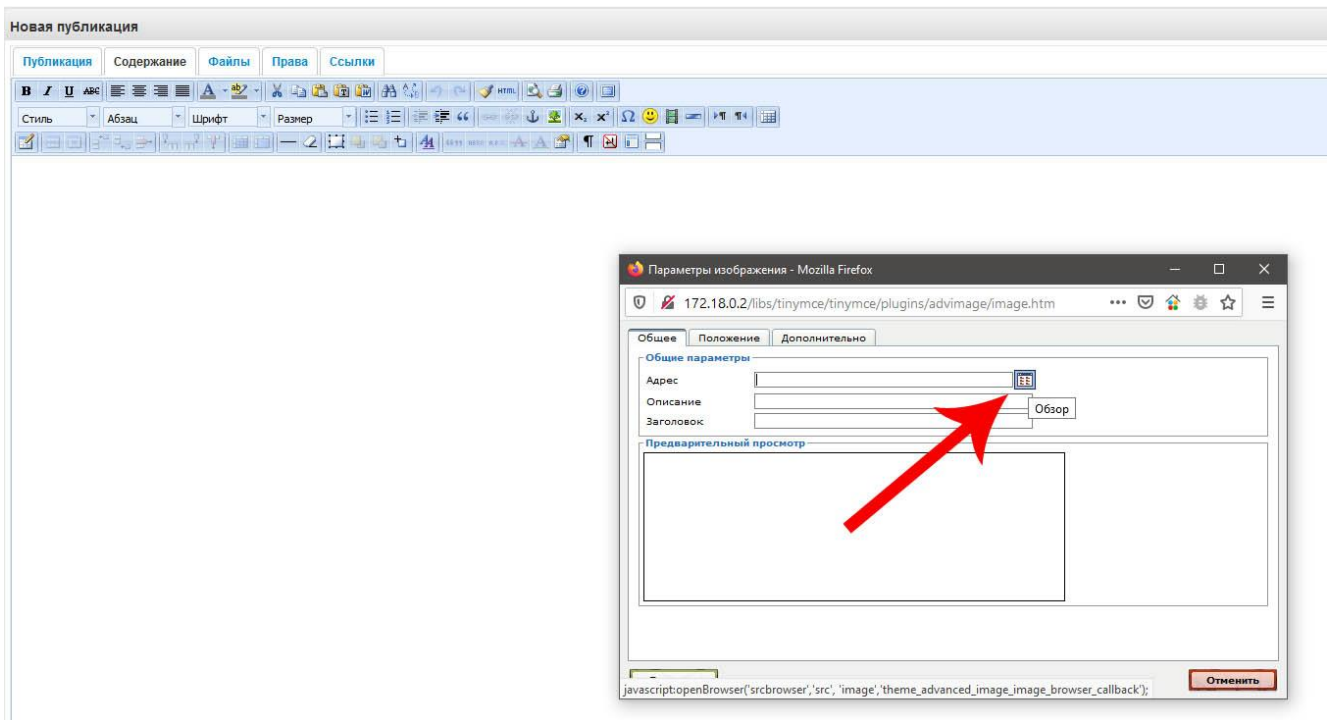 Новая публикация
Публикация Содержание Файлы Права Ссылки
B I U ABC HTML
Стиль Абзац Шрифт Размер
Параметры изображения - Mozilla Firefox
172.18.0.2/libs/tinymce/tinymce/plugins/advimage/image.htm
Общее Положение Дополнительно
Общие параметры
Адрес
Описание
Обзор
Заголовок
Предварительный просмотр
Отменить
javascript:openBrowser('srcbrowser','src', 'image','theme_advanced_image_image_browser_callback');